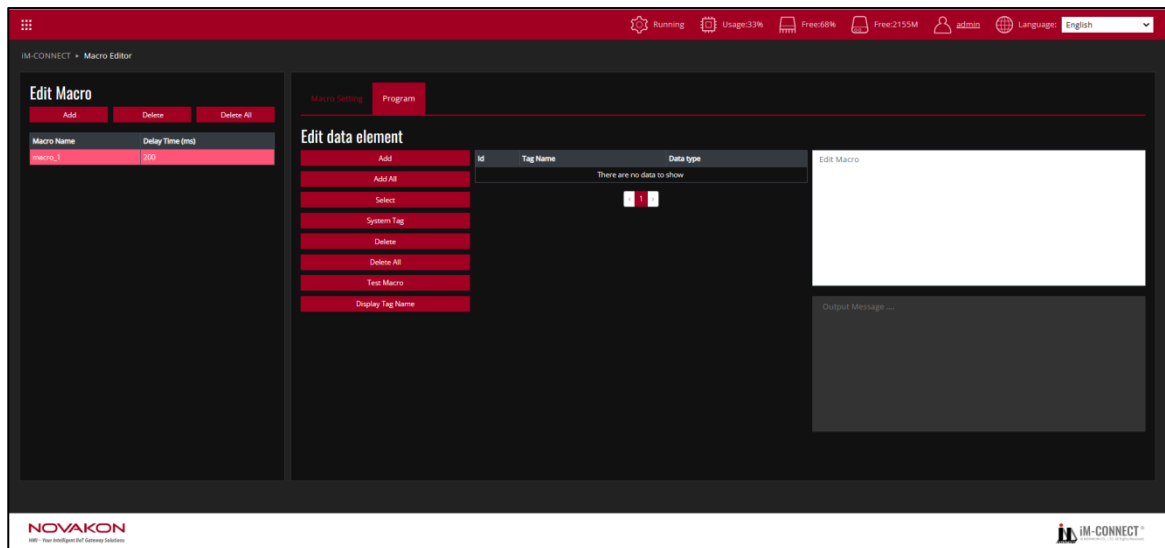 Running Usage:33% Free:68% Free:2155M admin Language: English
iM-CONNECT ▸ Macro Editor
Edit Macro
Add Delete Delete All
Macro Name Delay Time (ms)
macro_1 200
Macro Setting Program
Edit data element
Add
Add All
Select
System Tag
Delete
Delete All
Test Macro
Display Tag Name
Id Tag Name Data type
There are no data to show
‹ 1 ›
Edit Macro
Output Message ....
NOVAKON
HMI - Your Intelligent IIoT Gateway Solutions
iM-CONNECT